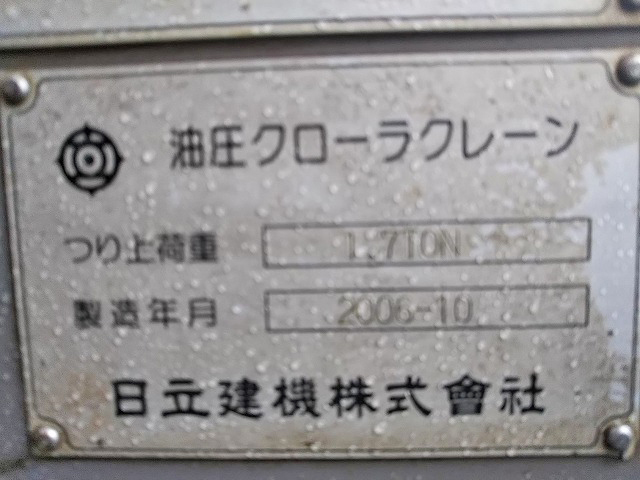 油圧クローラクレーン
つり上荷重 1.7TON
製造年月 2006-10
日立建機株式會社